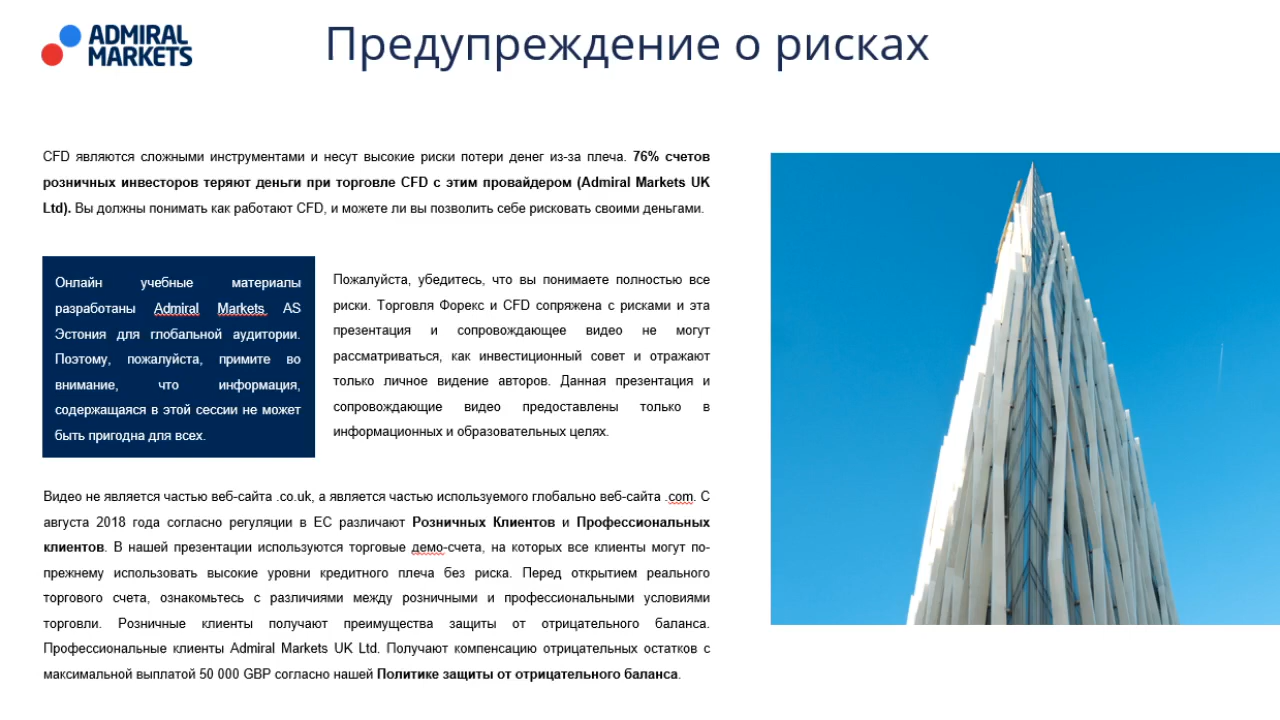 ADMIRAL
MARKETS
Предупреждение о рисках
CFD являются сложными инструментами и несут высокие риски потери денег из-за плеча. 76% счетов
розничных инвесторов теряют деньги при торговле CFD с этим провайдером (Admiral Markets UK
Ltd). Вы должны понимать как работают CFD, и можете ли вы позволить себе рисковать своими деньгами.
Онлайн учебные материалы
разработаны Admiral Markets AS
Эстония для глобальной аудитории.
Поэтому, пожалуйста, примите во
внимание, что информация,
содержащаяся в этой сессии не может
быть пригодна для всех.
Пожалуйста, убедитесь, что вы понимаете полностью все
риски. Торговля Форекс и CFD сопряжена с рисками и эта
презентация и сопровождающее видео не могут
рассматриваться, как инвестиционный совет и отражают
только личное видение авторов. Данная презентация и
сопровождающие видео предоставлены только в
информационных и образовательных целях.
Видео не является частью веб-сайта .co.uk, а является частью используемого глобально веб-сайта .com. С
августа 2018 года согласно регуляции в ЕС различают Розничных Клиентов и Профессиональных
клиентов. В нашей презентации используются торговые демо-счета, на которых все клиенты могут по-
прежнему использовать высокие уровни кредитного плеча без риска. Перед открытием реального
торгового счета, ознакомьтесь с различиями между розничными и профессиональными условиями
торговли. Розничные клиенты получают преимущества защиты от отрицательного баланса.
Профессиональные клиенты Admiral Markets UK Ltd. Получают компенсацию отрицательных остатков с
максимальной выплатой 50 000 GBP согласно нашей Политике защиты от отрицательного баланса.